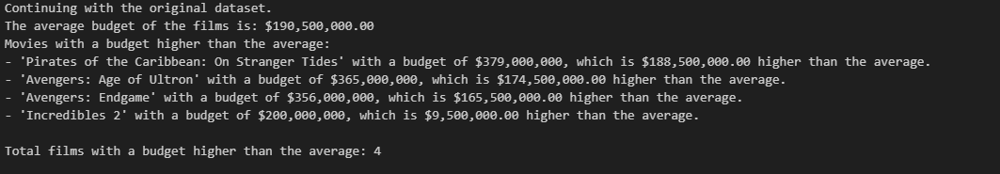 Continuing with the original dataset.
The average budget of the films is: $190,500,000.00
Movies with a budget higher than the average:
- 'Pirates of the Caribbean: On Stranger Tides' with a budget of $379,000,000, which is $188,500,000.00 higher than the average.
- 'Avengers: Age of Ultron' with a budget of $365,000,000, which is $174,500,000.00 higher than the average.
- 'Avengers: Endgame' with a budget of $356,000,000, which is $165,500,000.00 higher than the average.
- 'Incredibles 2' with a budget of $200,000,000, which is $9,500,000.00 higher than the average.
Total films with a budget higher than the average: 4